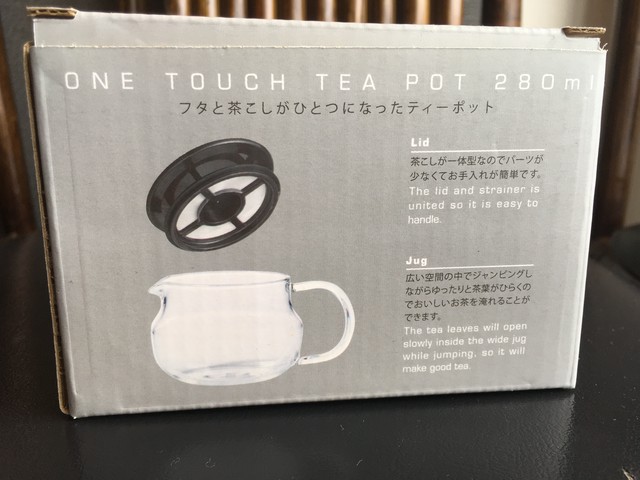 ONE TOUCH TEA POT 280ml
フタと茶こしがひとつになったティーポット
Lid
茶こしが一体型なのでパーツが
少なくてお手入れが簡単です。
The lid and strainer is
united so it is easy to
handle.
Jug
広い空間の中でジャンピングし
ながらゆったりと茶葉がひらくの
でおいしいお茶を淹れることが
できます。
The tea leaves will open
slowly inside the wide jug
while jumping, so it will
make good tea.